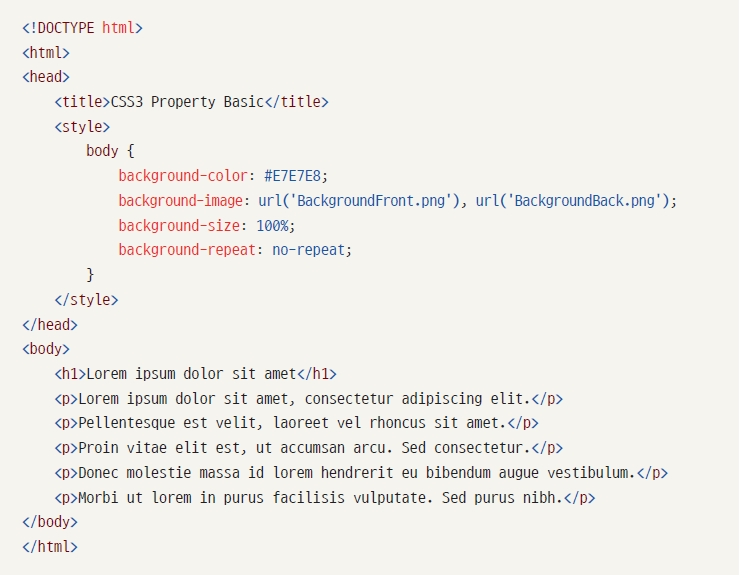 <!DOCTYPE html>
<html>
<head>
    <title>CSS3 Property Basic</title>
    <style>
        body {
            background-color: #E7E7E8;
            background-image: url('BackgroundFront.png'), url('BackgroundBack.png');
            background-size: 100%;
            background-repeat: no-repeat;
        }
    </style>
</head>
<body>
    <h1>Lorem ipsum dolor sit amet</h1>
    <p>Lorem ipsum dolor sit amet, consectetur adipiscing elit.</p>
    <p>Pellentesque est velit, laoreet vel rhoncus sit amet.</p>
    <p>Proin vitae elit est, ut accumsan arcu. Sed consectetur.</p>
    <p>Donec molestie massa id lorem hendrerit eu bibendum augue vestibulum.</p>
    <p>Morbi ut lorem in purus facilisis vulputate. Sed purus nibh.</p>
</body>
</html>